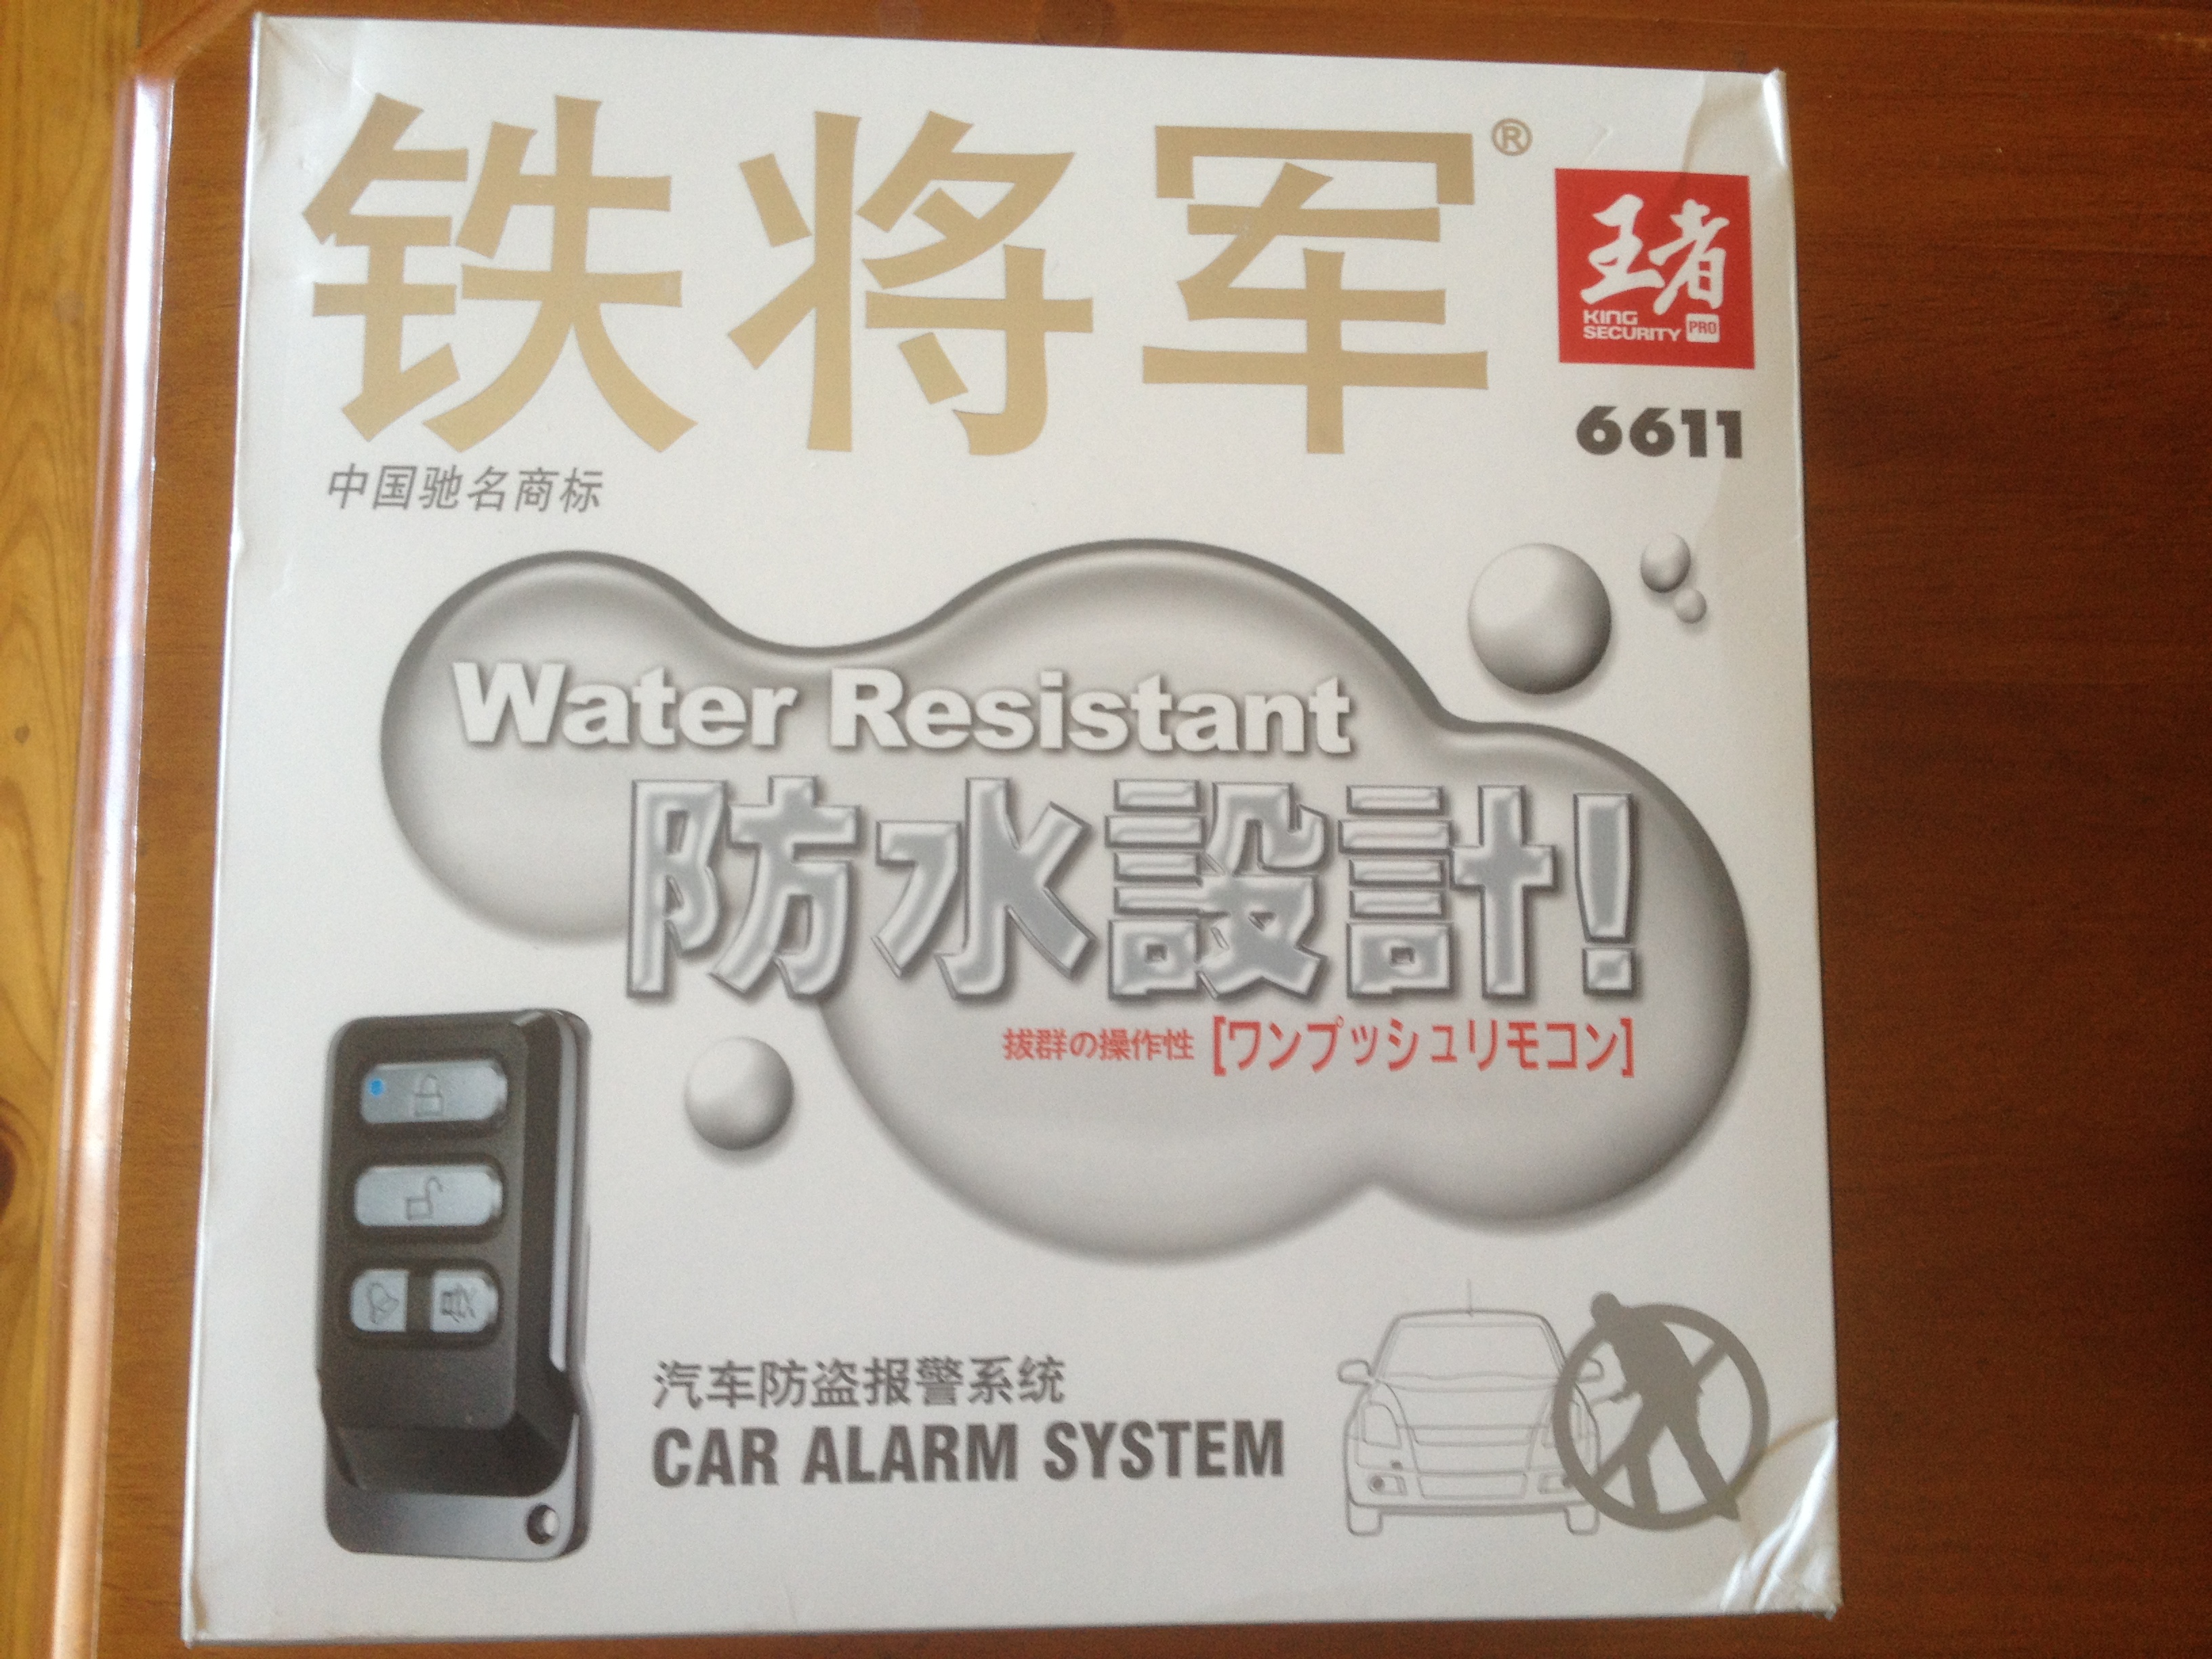 铁将军®
王者
KING
SECURITY PRO
6611
中国驰名商标
Water Resistant
防水設計!
抜群の操作性 [ワンプッシュリモコン]
汽车防盗报警系统
CAR ALARM SYSTEM